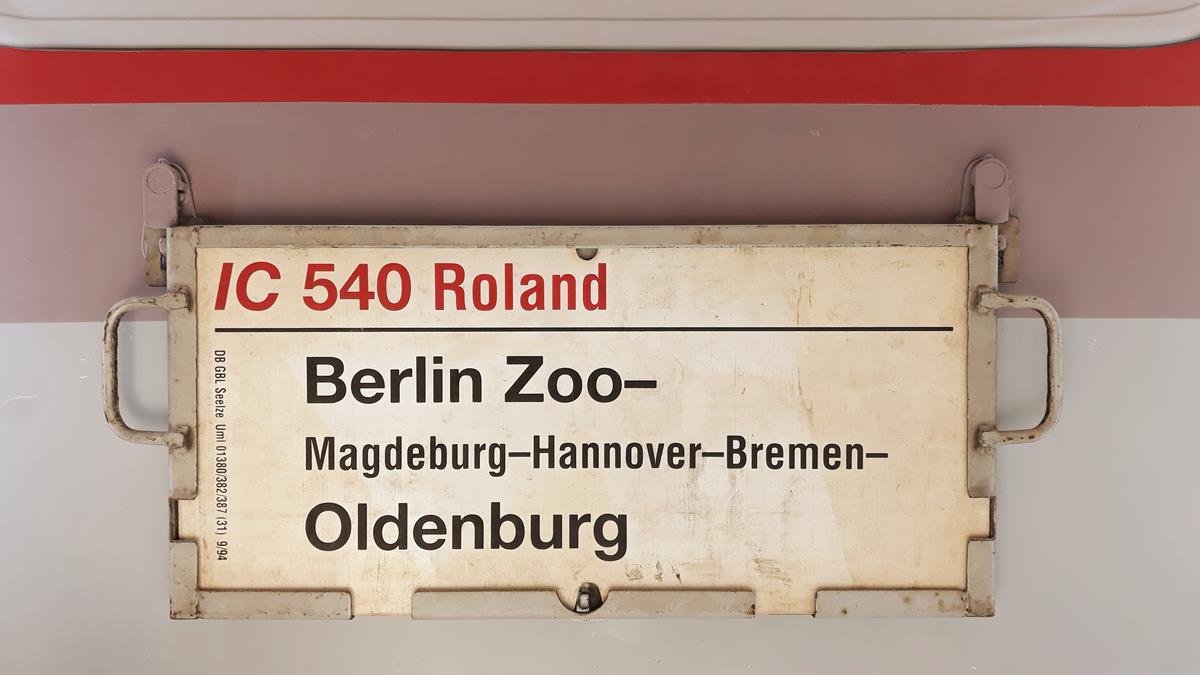 IC 540 Roland
Berlin Zoo–
Magdeburg–Hannover–Bremen–
Oldenburg
DB GBL Seelze Uml 01380/382/387 (31) 9/94